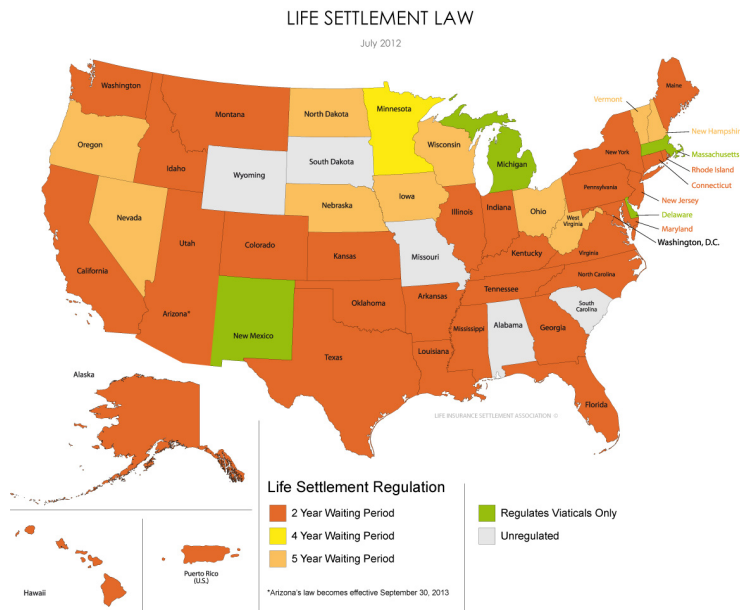 LIFE SETTLEMENT LAW
July 2012
Washington
Montana
North Dakota
Minnesota
Maine
Vermont
New Hampshir
Oregon
Idaho
Wyoming
South Dakota
Wisconsin
Michigan
New York
Massachusetts
Rhode Island
Connecticut
Nevada
Utah
Colorado
Nebraska
Iowa
Illinois
Indiana
Ohio
Pennsylvania
New Jersey
Delaware
Maryland
Washington, D.C.
West
Virginia
Virginia
California
Kansas
Missouri
Kentucky
Arizona*
New Mexico
Oklahoma
Arkansas
Tennessee
North Carolina
South
Carolina
Texas
Louisiana
Mississippi
Alabama
Georgia
Florida
Alaska
LIFE INSURANCE SETTLEMENT ASSOCIATION ©
Life Settlement Regulation
2 Year Waiting Period
4 Year Waiting Period
5 Year Waiting Period
Regulates Viaticals Only
Unregulated
*Arizona's law becomes effective September 30, 2013
Hawaii
Puerto Rico
(U.S.)